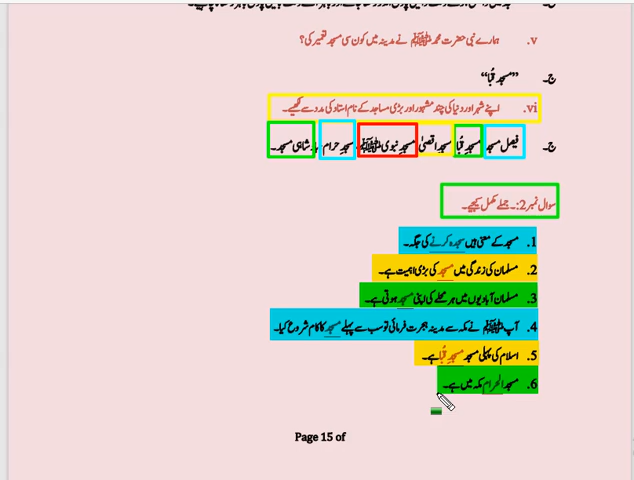 v. ہمارے نبی حضرت محمد ﷺ نے مدینہ میں کون سی مسجد تعمیر کی؟
ج۔ ”مسجد قُبا“
vi. اپنے شہر اور دنیا کی چند مشہور اور بڑی مساجد کے نام استاد کی مدد سے لکھیے۔
ج۔ فیصل مسجد مسجدِ قُبا مسجدِ اقصیٰ مسجدِ نبوی ﷺ مسجدِ حرام شاہی مسجد۔
سوال نمبر 2:۔ جملے مکمل کیجیے۔
1. مسجد کے معنی ہیں سجدہ کرنے کی جگہ۔
2. مسلمان کی زندگی میں مسجد کی بڑی اہمیت ہے۔
3. مسلمان آبادیوں میں ہر محلے کی اپنی مسجد ہوتی ہے۔
4. آپ ﷺ نے مکہ سے مدینہ ہجرت فرمائی تو سب سے پہلے مسجد کا کام شروع کیا۔
5. اسلام کی پہلی مسجد مسجدِ قُبا ہے۔
6. مسجد الحرام مکہ میں ہے۔
Page 15 of